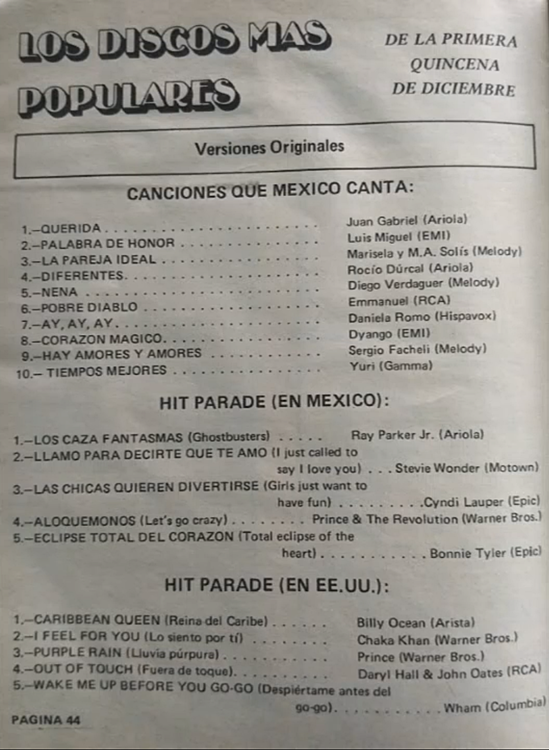 LOS DISCOS MAS
POPULARES
DE LA PRIMERA
QUINCENA
DE DICIEMBRE
Versiones Originales
CANCIONES QUE MEXICO CANTA:
1.—QUERIDA . . . . . . . . . . . . . . . . . . . . . . . Juan Gabriel (Ariola)
2.—PALABRA DE HONOR . . . . . . . . . . . . . . . Luis Miguel (EMI)
3.—LA PAREJA IDEAL . . . . . . . . . . . . . . . . . Marisela y M.A. Solís (Melody)
4.—DIFERENTES. . . . . . . . . . . . . . . . . . . . . Rocío Dúrcal (Ariola)
5.—NENA . . . . . . . . . . . . . . . . . . . . . . . . . Diego Verdaguer (Melody)
6.—POBRE DIABLO . . . . . . . . . . . . . . . . . . . Emmanuel (RCA)
7.—AY, AY, AY. . . . . . . . . . . . . . . . . . . . . . Daniela Romo (Hispavox)
8.—CORAZON MAGICO. . . . . . . . . . . . . . . . . Dyango (EMI)
9.—HAY AMORES Y AMORES . . . . . . . . . . . . Sergio Facheli (Melody)
10.— TIEMPOS MEJORES . . . . . . . . . . . . . . . . Yuri (Gamma)
HIT PARADE (EN MEXICO):
1.—LOS CAZA FANTASMAS (Ghostbusters) . . . . . Ray Parker Jr. (Ariola)
2.—LLAMO PARA DECIRTE QUE TE AMO (I just called to
say I love you) . . . Stevie Wonder (Motown)
3.—LAS CHICAS QUIEREN DIVERTIRSE (Girls just want to
have fun) . . . . . . . . .Cyndi Lauper (Epic)
4.—ALOQUEMONOS (Let's go crazy) . . . . . . . . Prince & The Revolution (Warner Bros.)
5.—ECLIPSE TOTAL DEL CORAZON (Total eclipse of the
heart) . . . . . . . . . . . Bonnie Tyler (Epic)
HIT PARADE (EN EE.UU.):
1.—CARIBBEAN QUEEN (Reina del Caribe) . . . . . . Billy Ocean (Arista)
2.—I FEEL FOR YOU (Lo siento por tí) . . . . . . . . Chaka Khan (Warner Bros.)
3.—PURPLE RAIN (Lluvia púrpura) . . . . . . . . . . Prince (Warner Bros.)
4.—OUT OF TOUCH (Fuera de toque). . . . . . . . . Daryl Hall & John Oates (RCA)
5.—WAKE ME UP BEFORE YOU GO-GO (Despiértame antes del
go-go). . . . . . . . . . . Wham (Columbia)
PAGINA 44